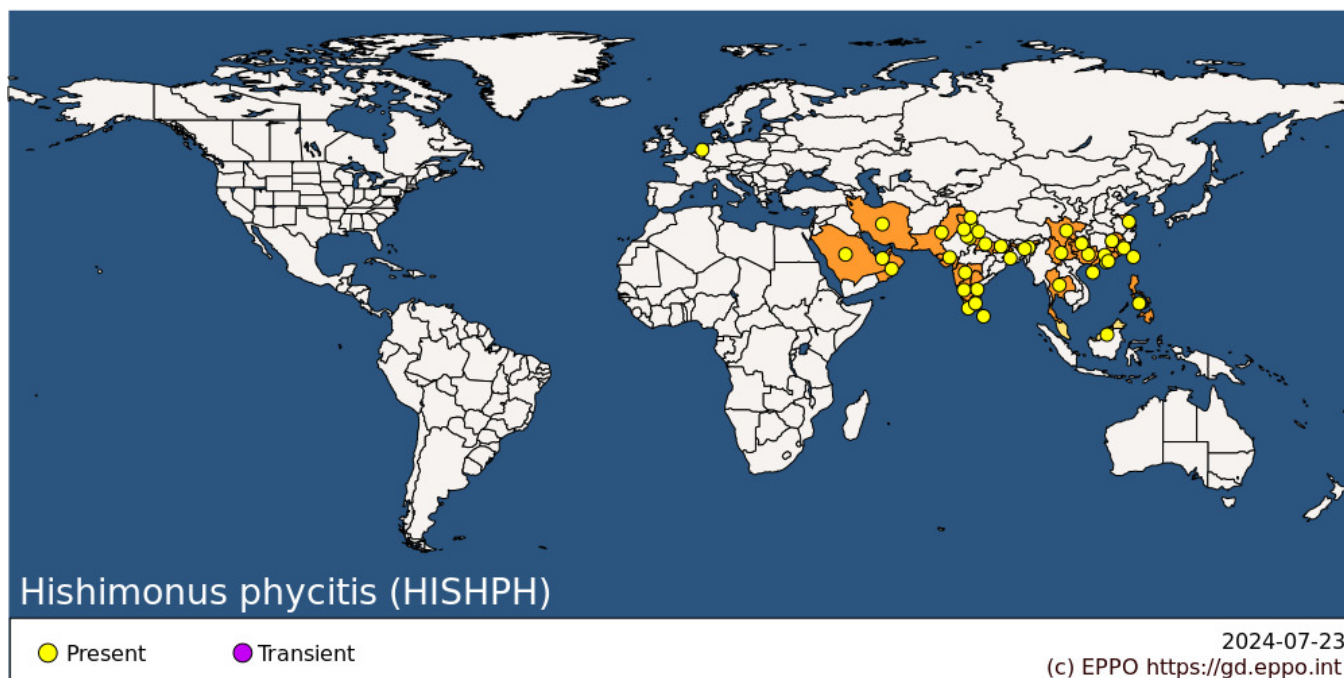 Hishimonus phycitis (HISHPH)
Present
Transient
2024-07-23
(c) EPPO https://gd.eppo.int